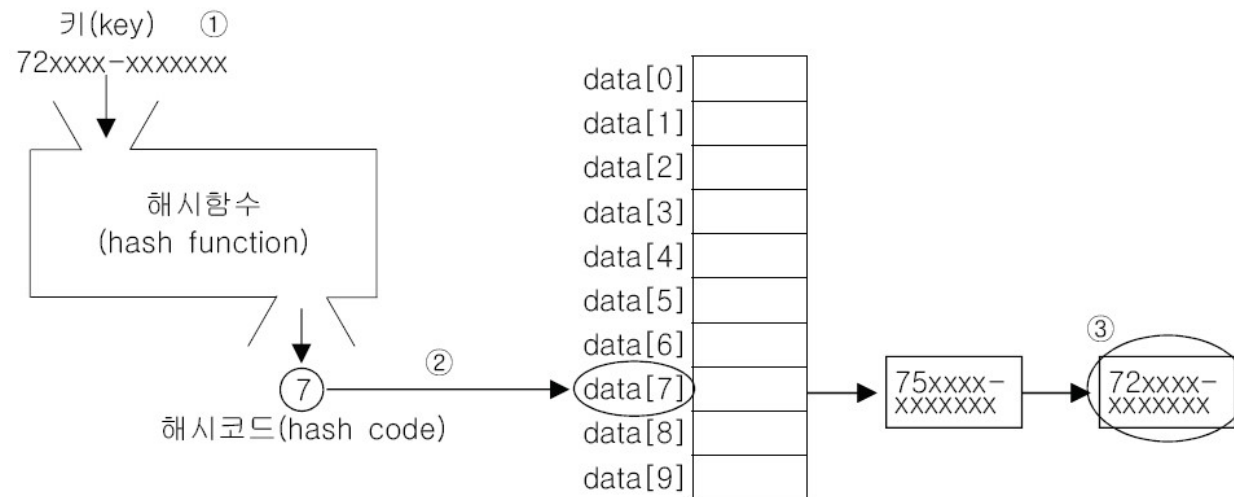 키(key) ①
72xxxx-xxxxxxx
해시함수
(hash function)
7
②
해시코드(hash code)
data[0]
data[1]
data[2]
data[3]
data[4]
data[5]
data[6]
data[7]
data[8]
data[9]
75xxxx-
xxxxxxx
③
72xxxx-
xxxxxxx